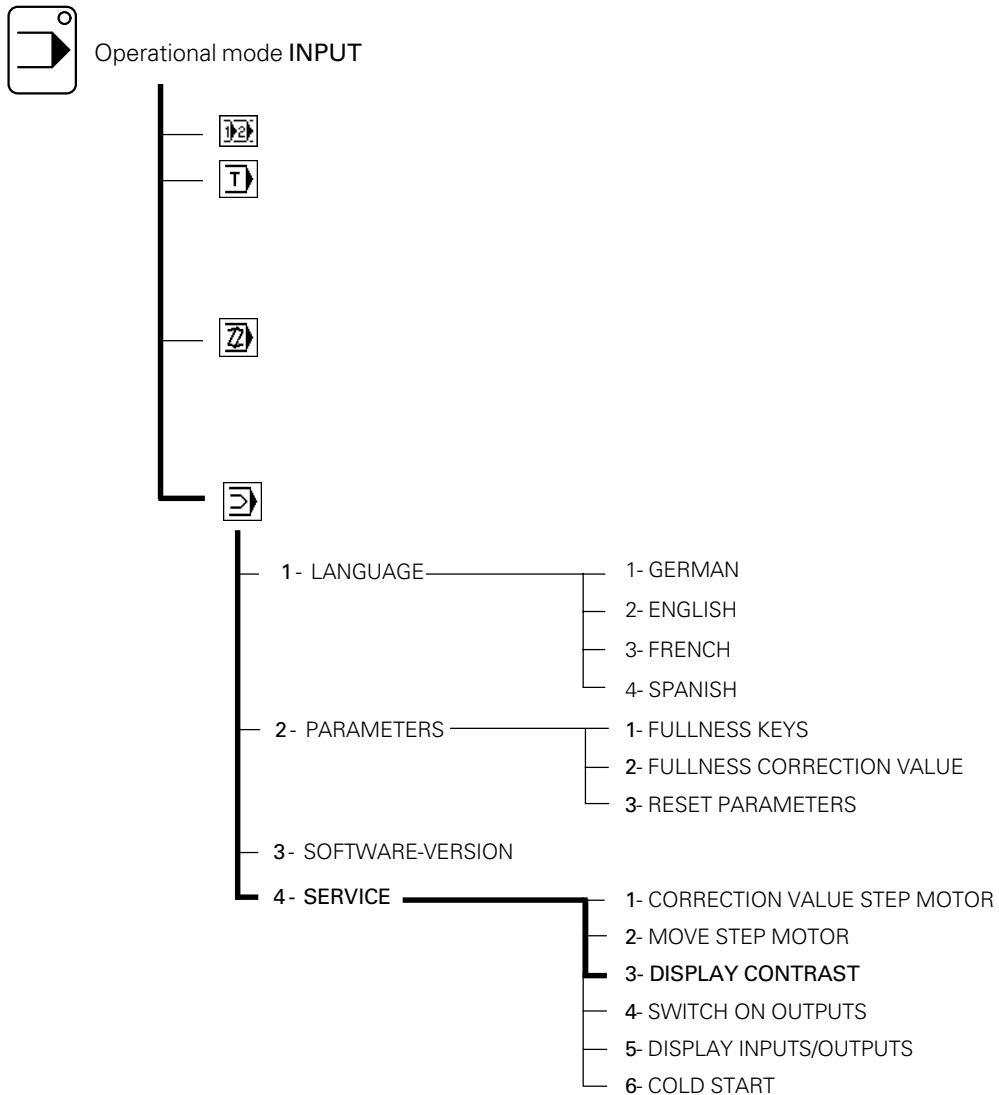 Operational mode INPUT
1 2
T
1 - LANGUAGE
1- GERMAN
2- ENGLISH
3- FRENCH
4- SPANISH
2 - PARAMETERS
1- FULLNESS KEYS
2- FULLNESS CORRECTION VALUE
3- RESET PARAMETERS
3 - SOFTWARE-VERSION
4 - SERVICE
1- CORRECTION VALUE STEP MOTOR
2- MOVE STEP MOTOR
3- DISPLAY CONTRAST
4- SWITCH ON OUTPUTS
5- DISPLAY INPUTS/OUTPUTS
6- COLD START